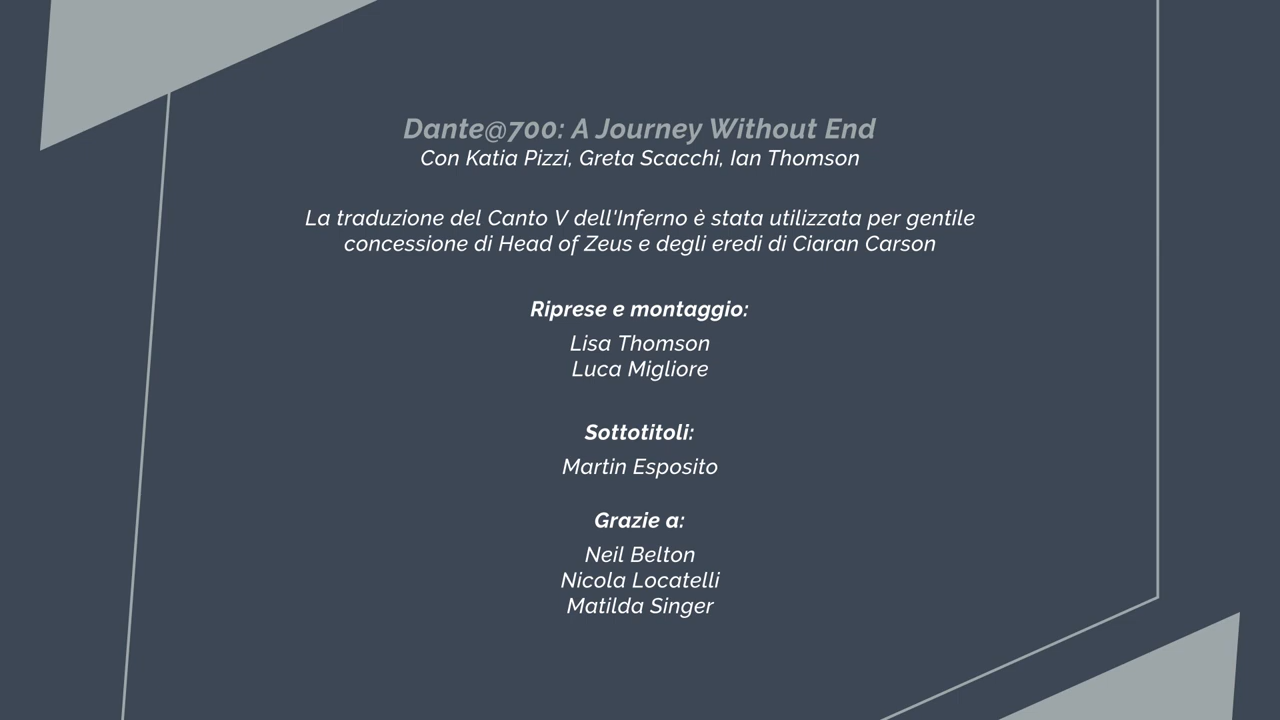 Dante@700: A Journey Without End
Con Katia Pizzi, Greta Scacchi, Ian Thomson
La traduzione del Canto V dell'Inferno è stata utilizzata per gentile
concessione di Head of Zeus e degli eredi di Ciaran Carson
Riprese e montaggio:
Lisa Thomson
Luca Migliore
Sottotitoli:
Martin Esposito
Grazie a:
Neil Belton
Nicola Locatelli
Matilda Singer